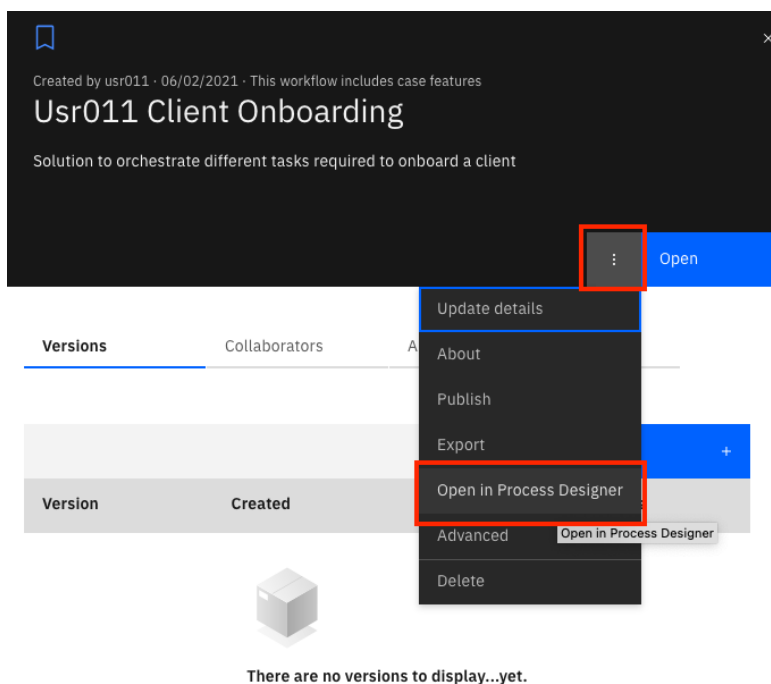 Created by usr011 · 06/02/2021 · This workflow includes case features
Usr011 Client Onboarding
Solution to orchestrate different tasks required to onboard a client
Open
Update details
Versions
Collaborators
A
About
Publish
Export
+
Open in Process Designer
Version
Created
s
Advanced
Open in Process Designer
Delete
There are no versions to display...yet.